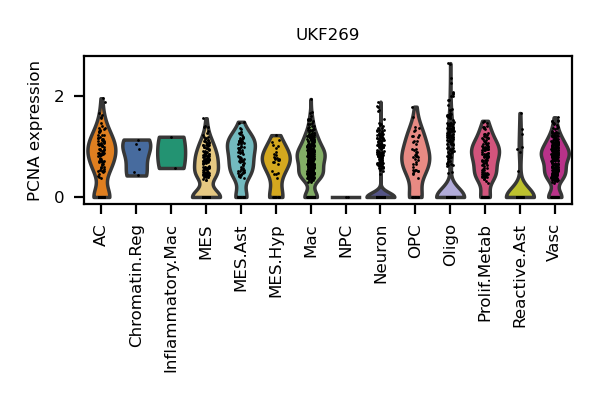 UKF269
PCNA expression
2
0
AC
Chromatin.Reg
Inflammatory.Mac
MES
MES.Ast
MES.Hyp
Mac
NPC
Neuron
OPC
Oligo
Prolif.Metab
Reactive.Ast
Vasc